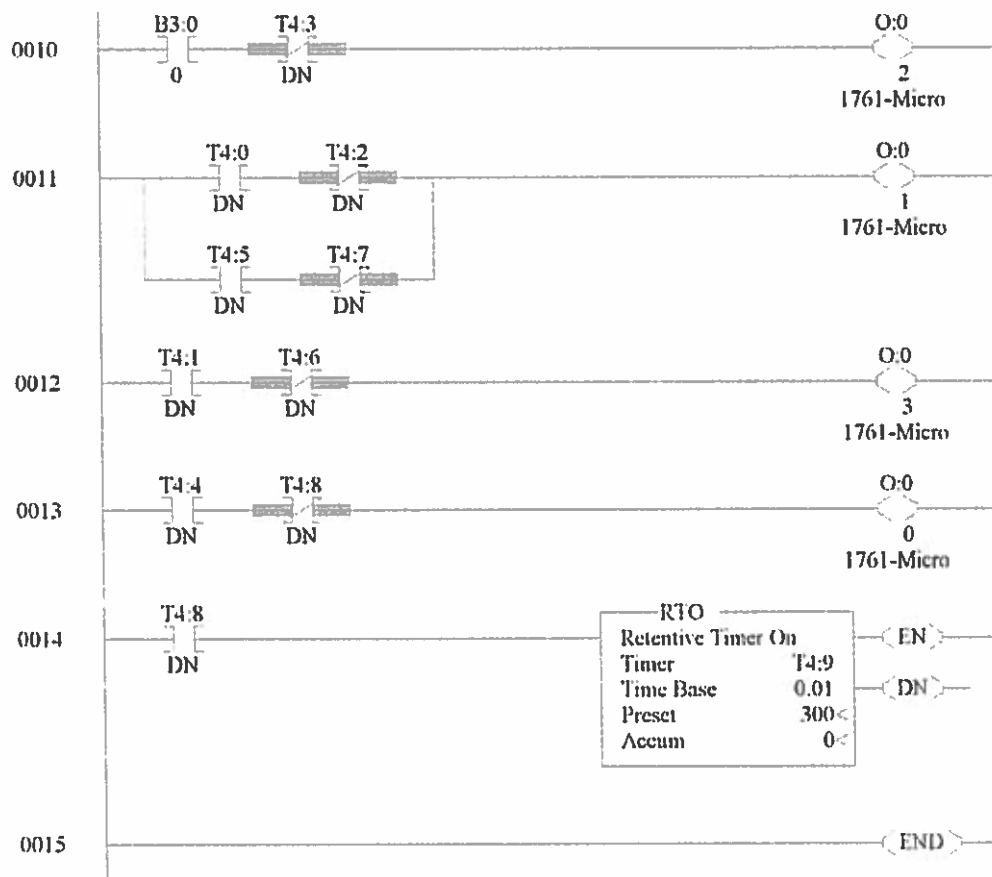 B3:0 T4:3 O:0
0010
0 DN 2
1761-Micro
T4:0 T4:2 O:0
0011
DN DN 1
1761-Micro
T4:5 T4:7
DN DN
T4:1 T4:6 O:0
0012
DN DN 3
1761-Micro
T4:4 T4:8 O:0
0013
DN DN 0
1761-Micro
T4:8 RTO
0014 Retentive Timer On EN
DN Timer T4:9
Time Base 0.01 DN
Preset 300<
Accum 0<
0015 END